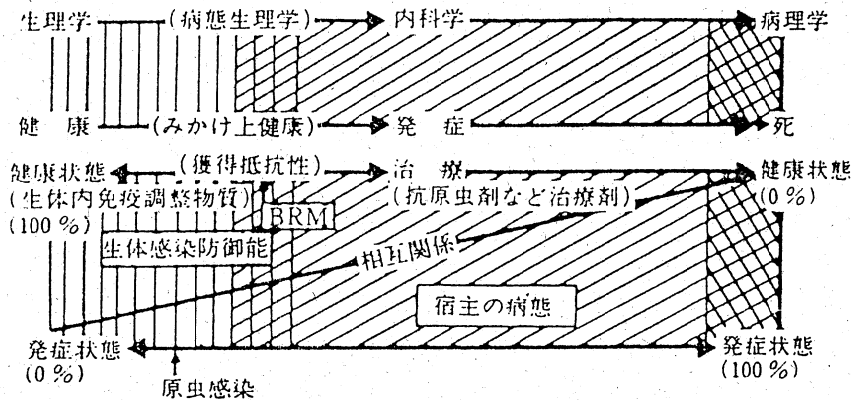 生理学 (病態生理学) 内科学 病理学
健康 (みかけ上健康) 発症 死
健康状態 (獲得抵抗性) 治療 健康状態
(生体内免疫調整物質) (抗原虫剤など治療剤) (0%)
(100%) BRM
生体感染防御能 相互関係
宿主の病態
発症状態 発症状態
(0%) (100%)
原虫感染